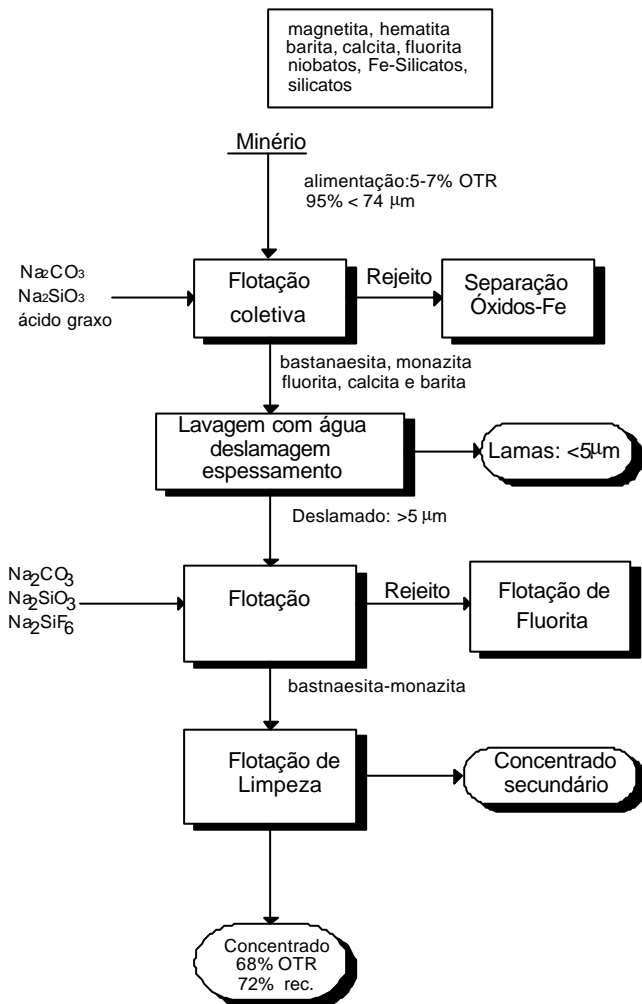 magnetita, hematita
barita, calcita, fluorita
niobatos, Fe-Silicatos,
silicatos
Minério
alimentação:5-7% OTR
95% < 74 µm
Na₂CO₃
Na₂SiO₃
ácido graxo
Flotação
coletiva
Rejeito
Separação
Óxidos-Fe
bastanaesita, monazita
fluorita, calcita e barita
Lavagem com água
deslamagem
espessamento
Lamas: <5µm
Deslamado: >5 µm
Na₂CO₃
Na₂SiO₃
Na₂SiF₆
Flotação
Rejeito
Flotação de
Fluorita
bastnaesita-monazita
Flotação de
Limpeza
Concentrado
secundário
Concentrado
68% OTR
72% rec.